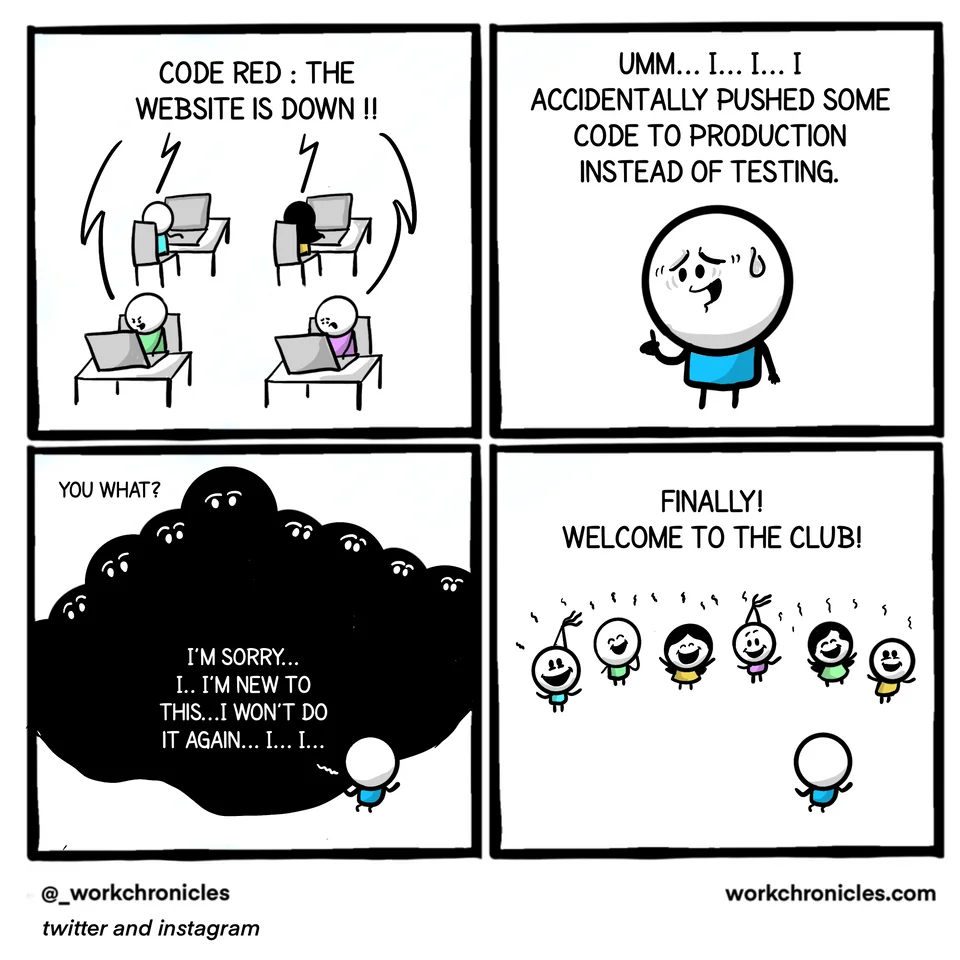 CODE RED : THE
WEBSITE IS DOWN !!
UMM... I... I... I
ACCIDENTALLY PUSHED SOME
CODE TO PRODUCTION
INSTEAD OF TESTING.
YOU WHAT?
I'M SORRY...
I.. I'M NEW TO
THIS...I WON'T DO
IT AGAIN... I... I...
FINALLY!
WELCOME TO THE CLUB!
@_workchronicles
workchronicles.com
twitter and instagram